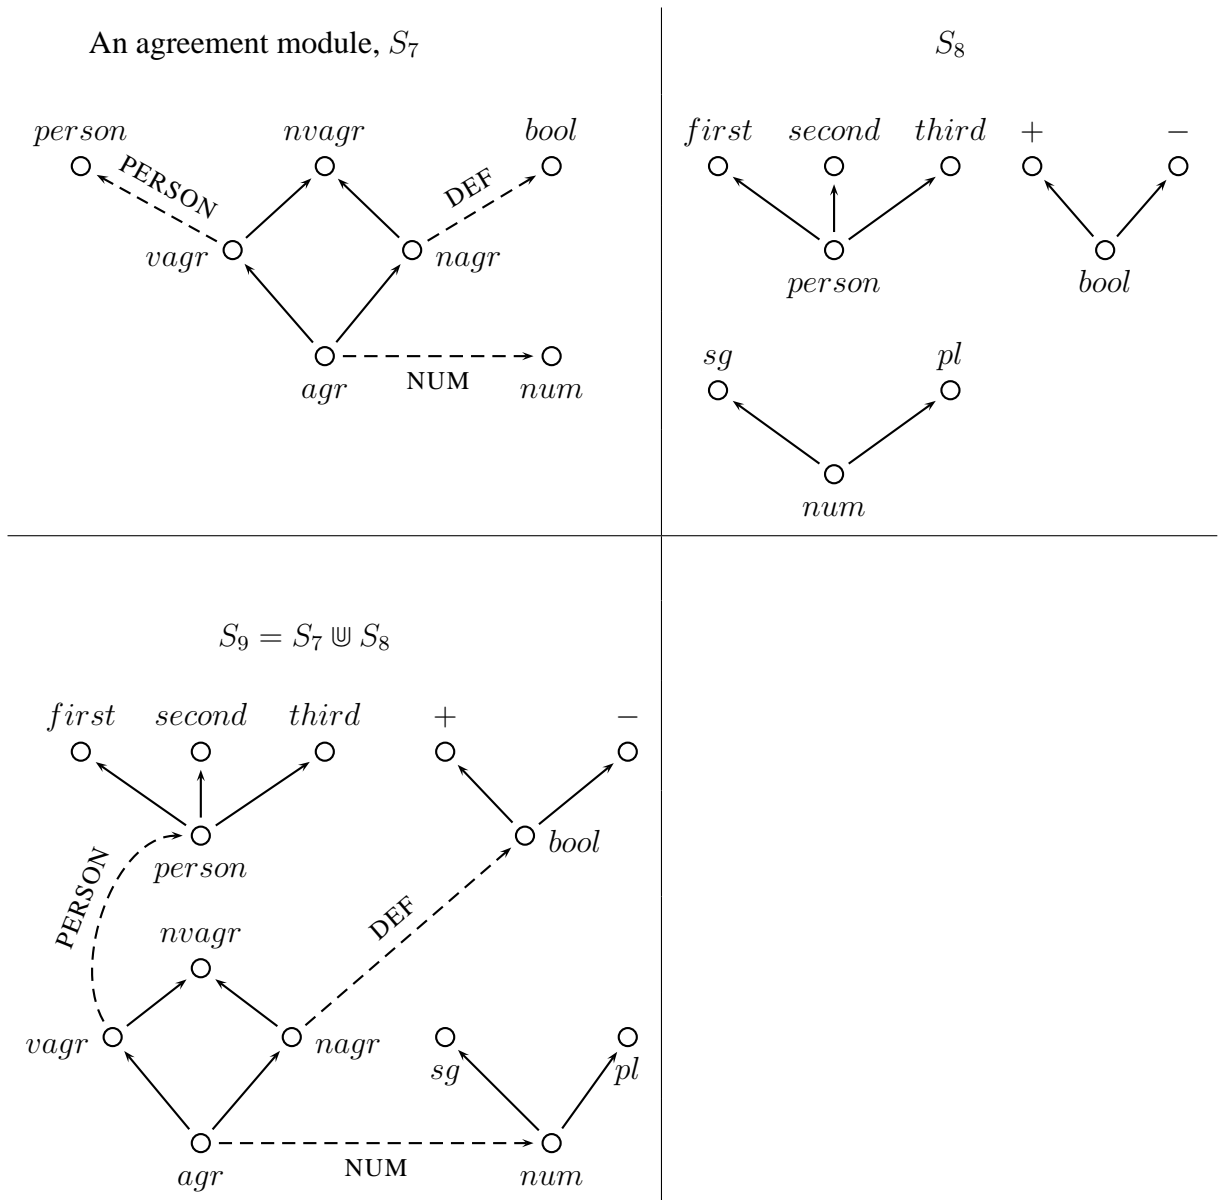 An agreement module, S₇
person nvagr bool
PERSON DEF
vagr nagr
agr NUM num
S₈
first second third + −
person bool
sg pl
num
S₉ = S₇ ⋓ S₈
first second third + −
person bool
PERSON DEF
nvagr
vagr nagr sg pl
agr NUM num